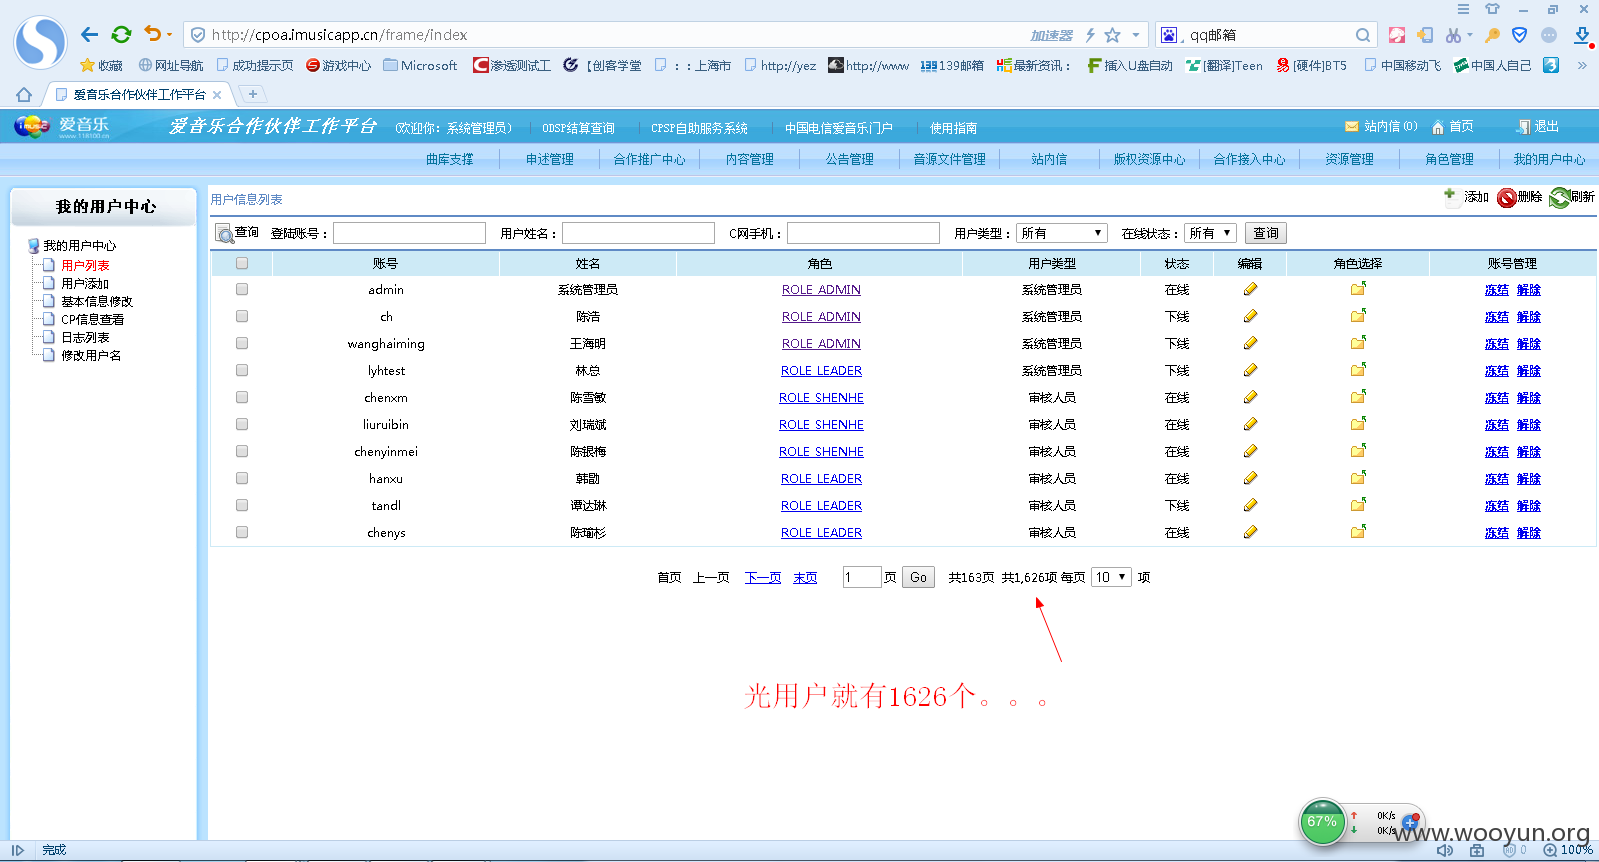 http://cpoa.imusicapp.cn/frame/index 加速器 qq邮箱
收藏 网址导航 成功提示页 游戏中心 Microsoft 渗透测试工 【创客学堂 ：：上海市 http://yez http://www 139邮箱 最新资讯： 插入U盘自动 [翻译]Teen [硬件]BT5 中国移动飞 中国人自己
爱音乐合作伙伴工作平台
爱音乐 www.118100.cn 爱音乐合作伙伴工作平台 (欢迎你：系统管理员) ODSP结算查询 CPSP自助服务系统 中国电信爱音乐门户 使用指南 站内信(0) 首页 退出
曲库支撑 申述管理 合作推广中心 内容管理 公告管理 音源文件管理 站内信 版权资源中心 合作接入中心 资源管理 角色管理 我的用户中心
我的用户中心
我的用户中心
用户列表
用户添加
基本信息修改
CP信息查看
日志列表
修改用户名
用户信息列表 添加 删除 刷新
查询 登陆账号： 用户姓名： C网手机： 用户类型： 所有 在线状态： 所有 查询
账号 姓名 角色 用户类型 状态 编辑 角色选择 账号管理
admin 系统管理员 ROLE_ADMIN 系统管理员 在线 冻结 解除
ch 陈浩 ROLE_ADMIN 系统管理员 下线 冻结 解除
wanghaiming 王海明 ROLE_ADMIN 系统管理员 下线 冻结 解除
lyhtest 林总 ROLE_LEADER 系统管理员 下线 冻结 解除
chenxm 陈雪敏 ROLE_SHENHE 审核人员 在线 冻结 解除
liuruibin 刘瑞斌 ROLE_SHENHE 审核人员 在线 冻结 解除
chenyinmei 陈银梅 ROLE_SHENHE 审核人员 在线 冻结 解除
hanxu 韩勖 ROLE_LEADER 审核人员 在线 冻结 解除
tandl 谭达琳 ROLE_LEADER 审核人员 下线 冻结 解除
chenys 陈瑜杉 ROLE_LEADER 审核人员 在线 冻结 解除
首页 上一页 下一页 末页 1 页 Go 共163页 共1,626项 每页 10 项
光用户就有1626个。。。
67% 0K/s
0K/s
www.wooyun.org
完成 0 100%